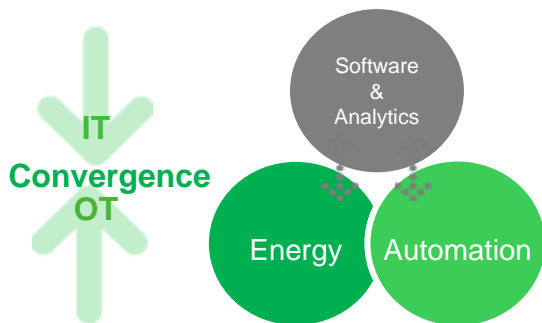 IT
Convergence
OT
Software
&
Analytics
Energy
Automation